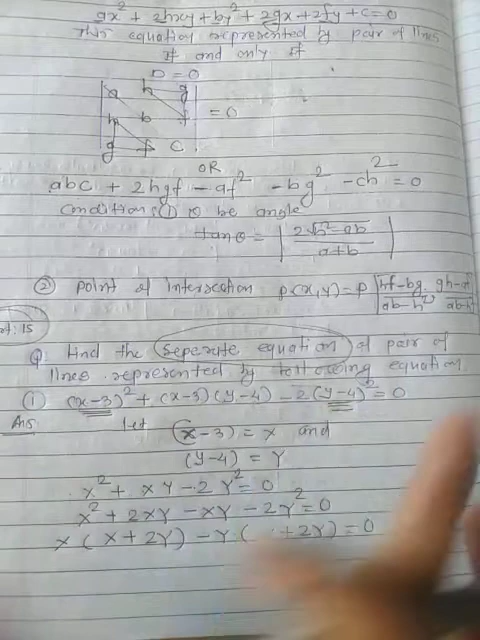 ax² + 2hxy + by² + 2gx + 2fy + c = 0
This equation represented by pair of lines
if and only if
D = 0
| a h g |
| h b f | = 0
| g f c |
OR
abc + 2hgf - af² - bg² - ch² = 0
Condition(s) ① θ be angle
tanθ = | 2√h²-ab / a+b |
② Point of Intersection P(x,y) = P | hf-bg / ab-h², gh-af / ab-h
rt: 15
Q. Find the Seperate equation of pair of
lines represented by following equation
① (x-3)² + (x-3)(y-4) - 2(y-4)² = 0
Ans Let (x-3) = X and
(y-4) = Y
X² + XY - 2Y² = 0
X² + 2XY - XY - 2Y² = 0
X (X + 2Y) - Y ( + 2Y) = 0